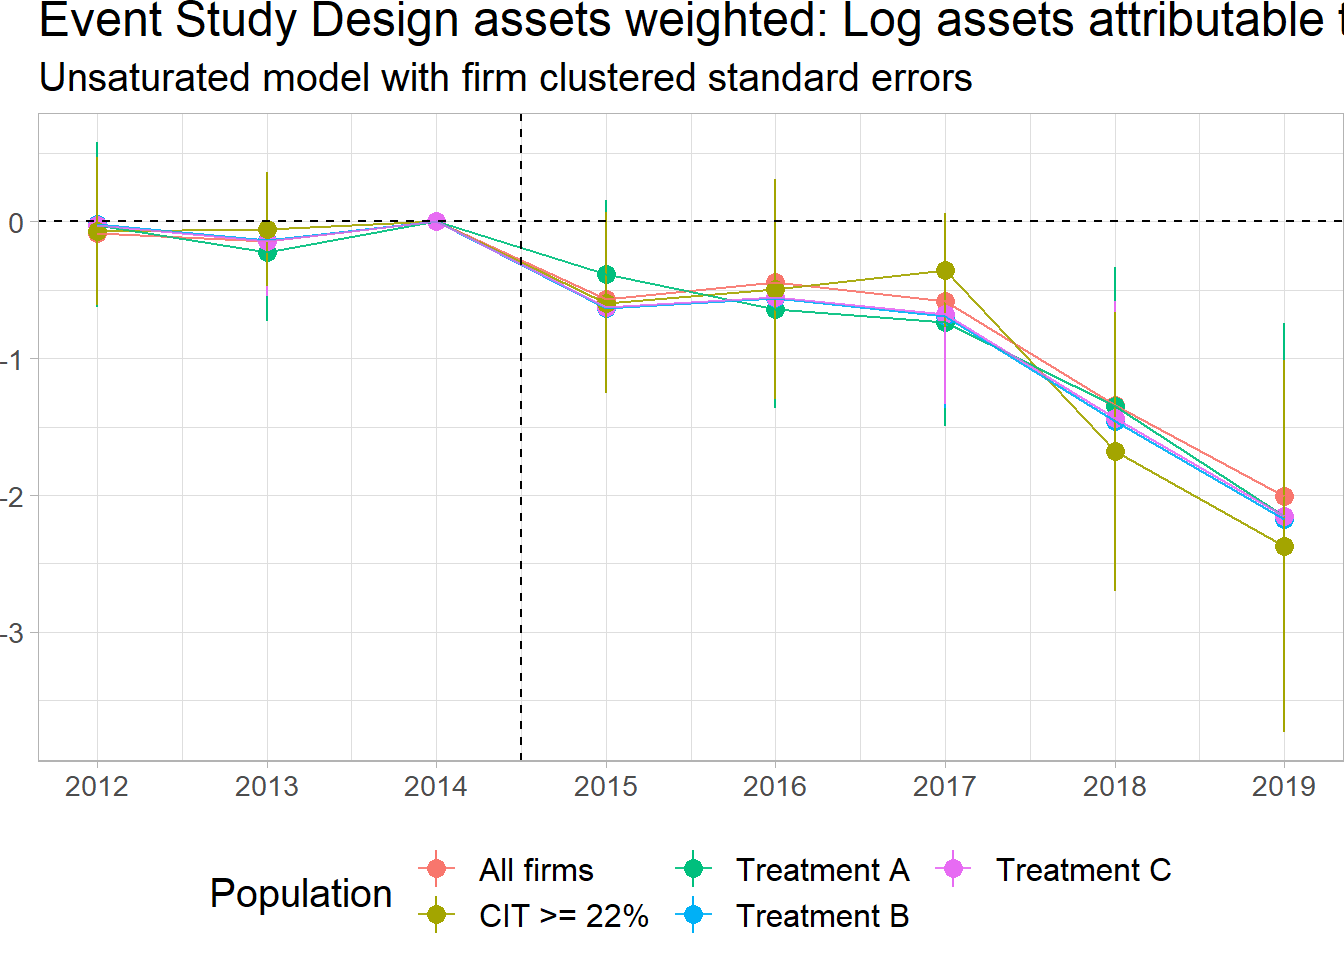 Event Study Design assets weighted: Log assets attributable
Unsaturated model with firm clustered standard errors
0
-1
-2
-3
2012 2013 2014 2015 2016 2017 2018 2019
Population
All firms Treatment A Treatment C
CIT >= 22% Treatment B